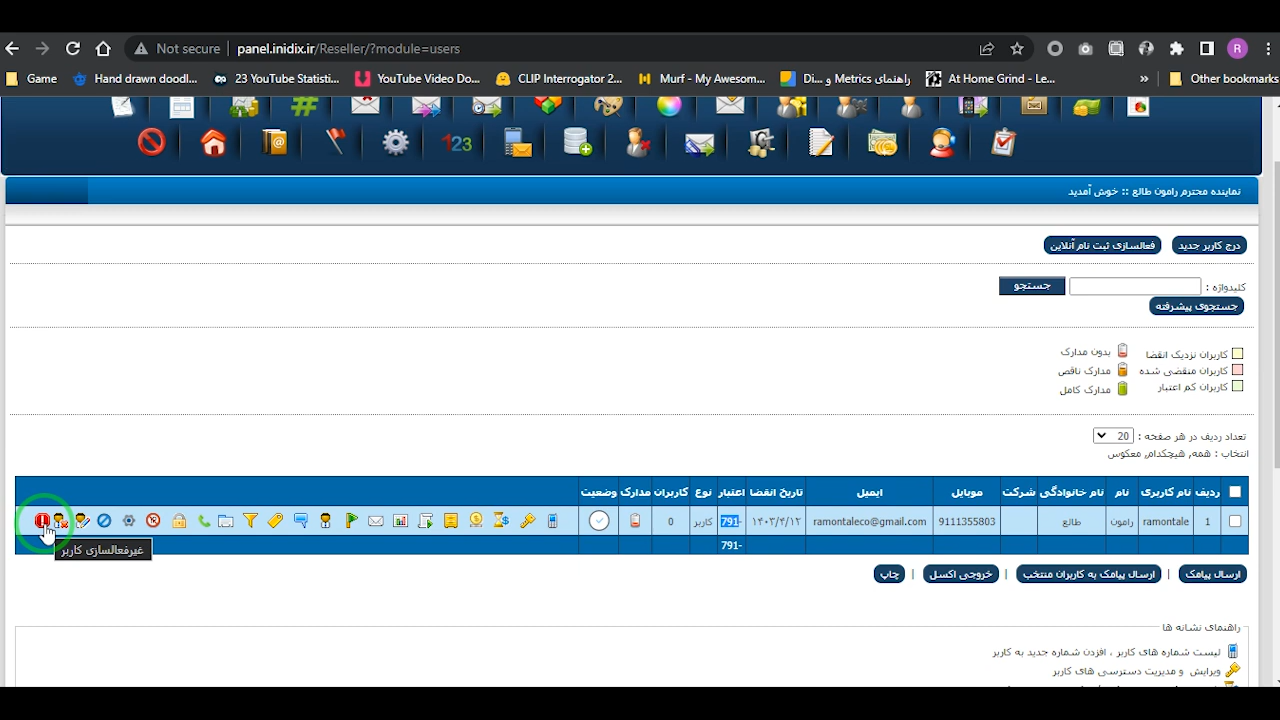 Not secure panel.inidix.ir/Reseller/?module=users
R
Game
Hand drawn doodl...
23 YouTube Statisti...
YouTube Video Do...
CLIP Interrogator 2...
Murf - My Awesom...
راهنمای Metrics و Di...
At Home Grind - Le...
»
Other bookmarks
123
نماینده محترم رامون طالع :: خوش آمدید
درج کاربر جدید
فعالسازی ثبت نام آنلاین
کلیدواژه :
جستجو
جستجوی پیشرفته
کاربران نزدیک انقضا
بدون مدارک
کاربران منقضی شده
مدارک ناقص
کاربران کم اعتبار
مدارک کامل
تعداد ردیف در هر صفحه : 20
انتخاب : همه, هیچکدام, معکوس
ردیف نام کاربری نام نام خانوادگی شرکت موبایل ایمیل تاریخ انقضا اعتبار نوع کاربران مدارک وضعیت
1 ramontale رامون طالع 9111355803 ramontaleco@gmail.com ۱۴۰۳/۴/۱۲ 791- کاربر 0
791-
غیرفعالسازی کاربر
ارسال پیامک | ارسال پیامک به کاربران منتخب | خروجی اکسل | چاپ
راهنمای نشانه ها
لیست شماره های کاربر ، افزدن شماره جدید به کاربر
ویرایش و مدیریت دسترسی های کاربر